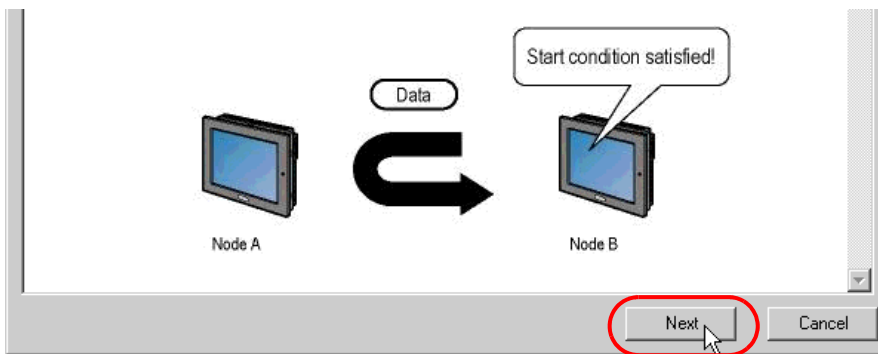 Start condition satisfied!
Data
Node A
Node B
Next
Cancel